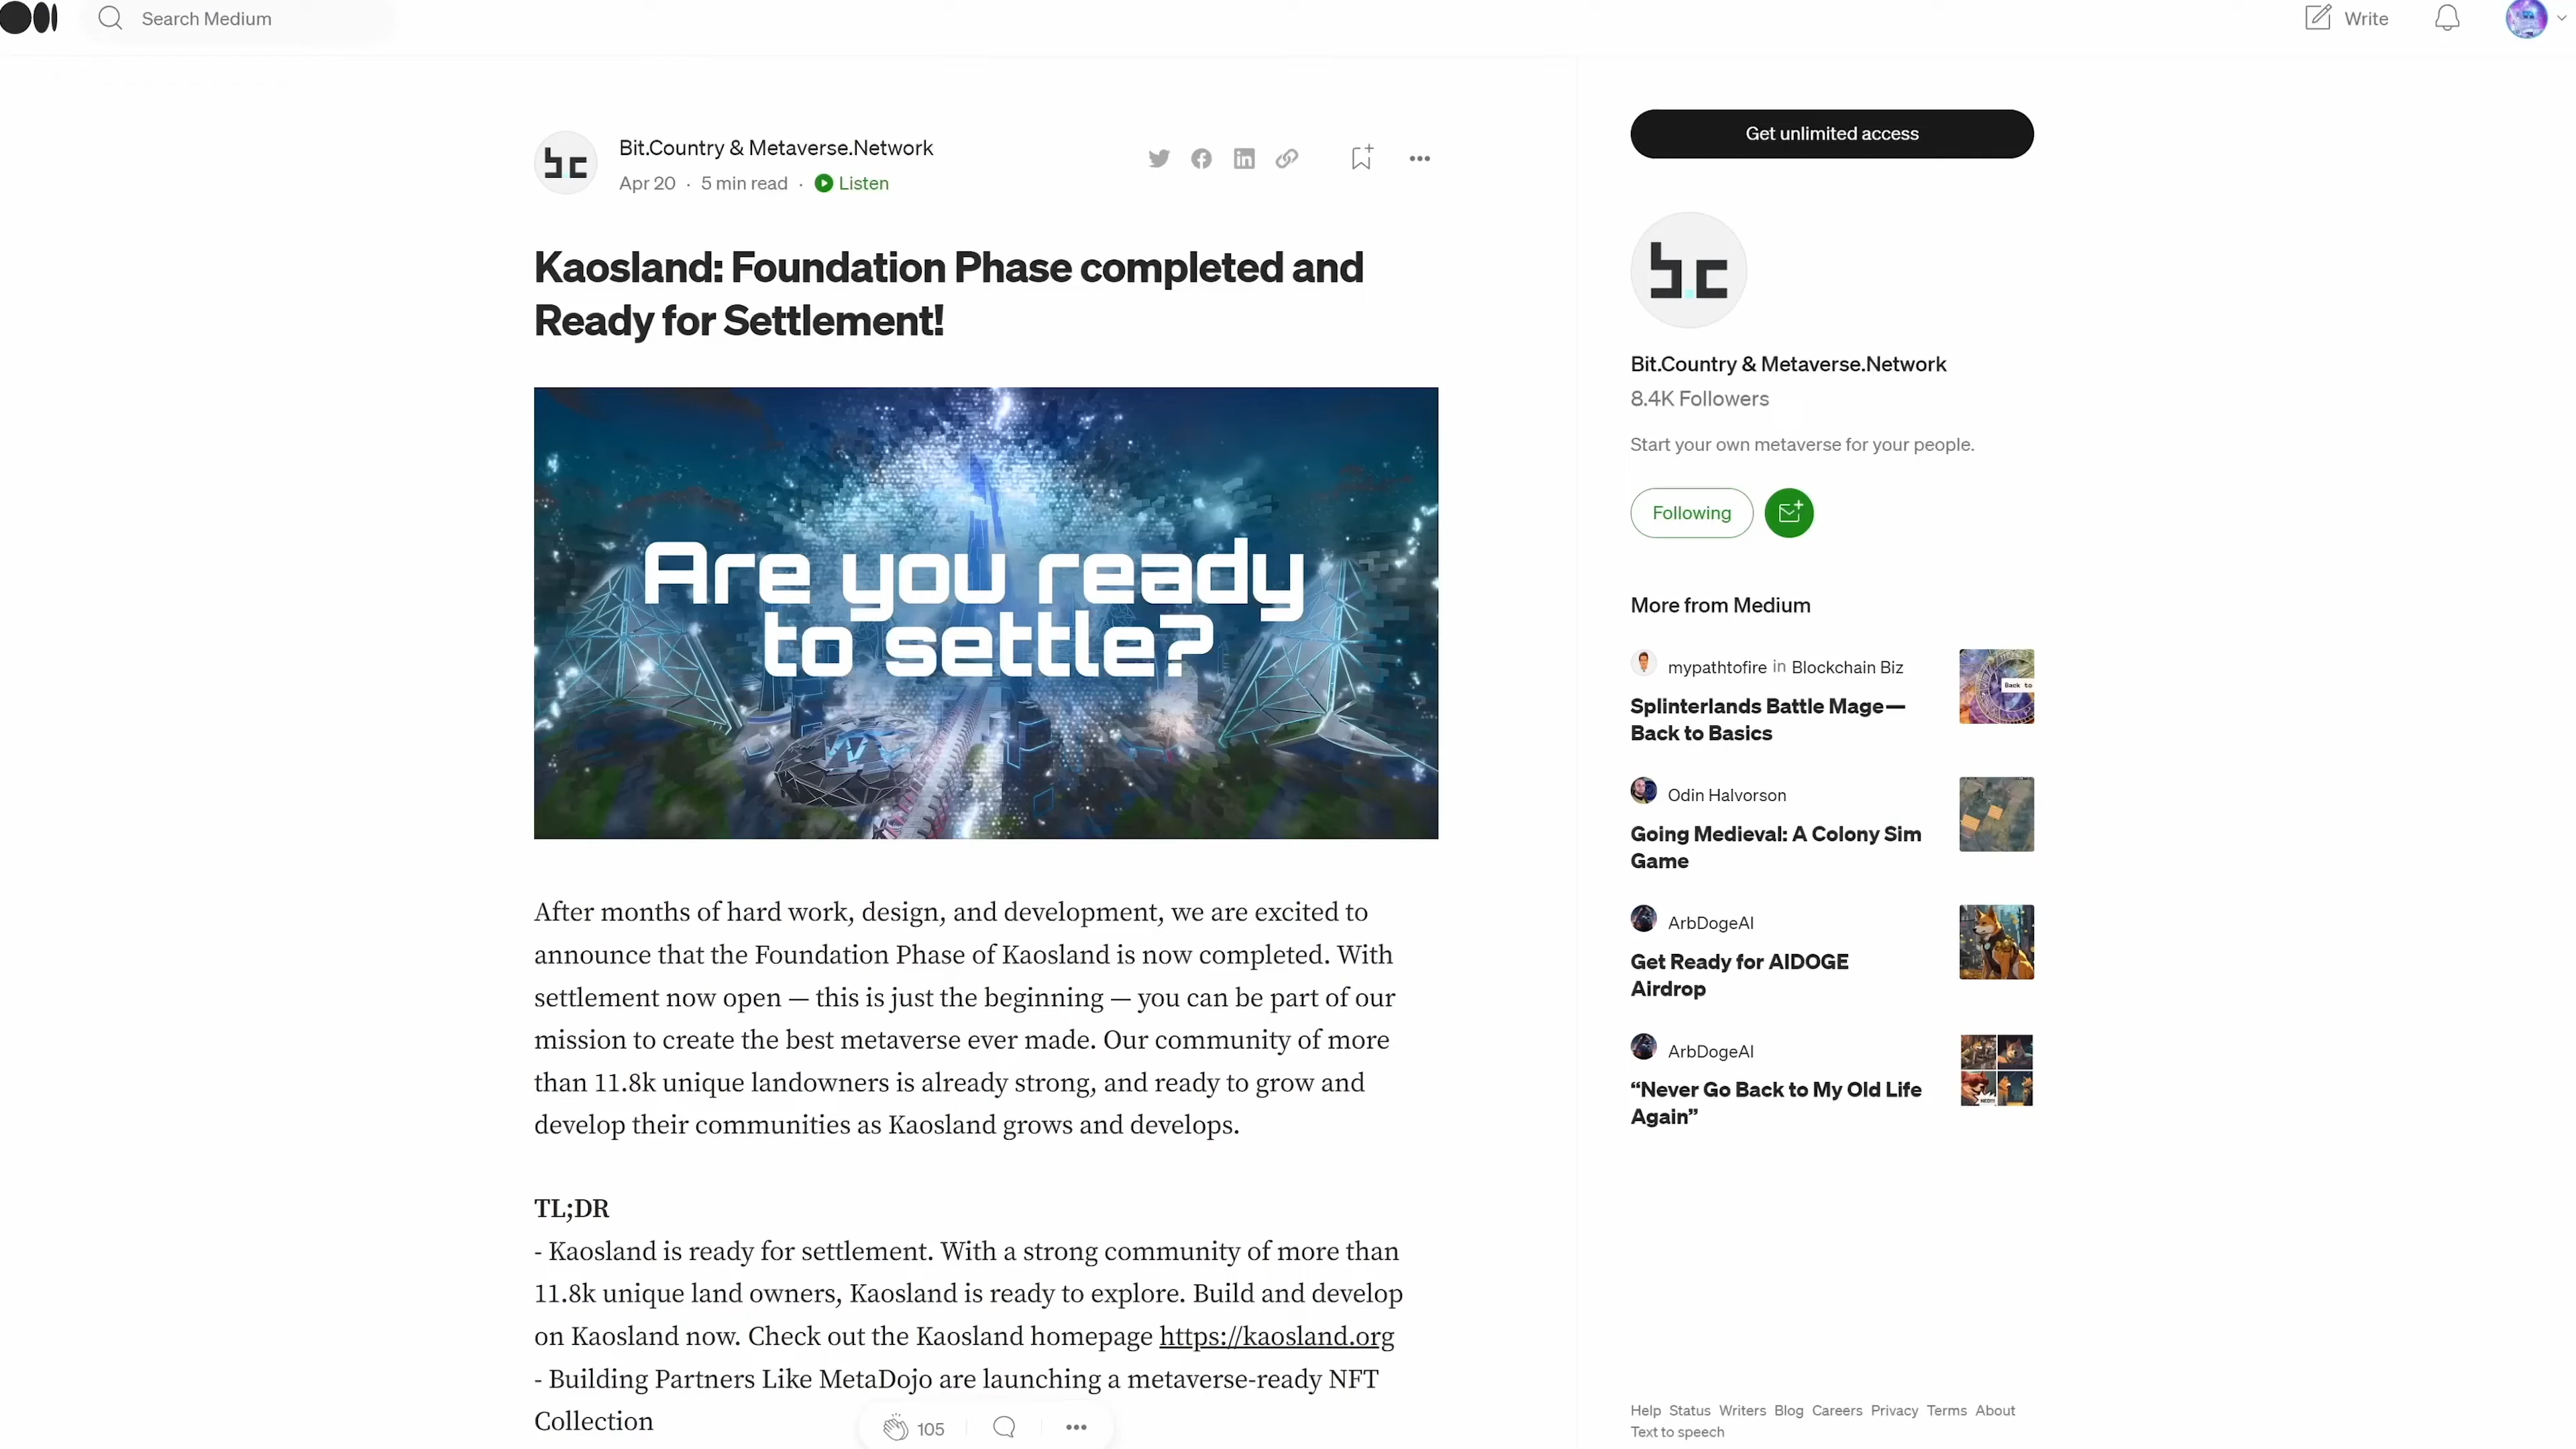 Search Medium
Write
Bit.Country & Metaverse.Network
Apr 20 · 5 min read · Listen
Kaosland: Foundation Phase completed and
Ready for Settlement!
Are you ready
to settle?
After months of hard work, design, and development, we are excited to
announce that the Foundation Phase of Kaosland is now completed. With
settlement now open — this is just the beginning — you can be part of our
mission to create the best metaverse ever made. Our community of more
than 11.8k unique landowners is already strong, and ready to grow and
develop their communities as Kaosland grows and develops.
TL;DR
- Kaosland is ready for settlement. With a strong community of more than
11.8k unique land owners, Kaosland is ready to explore. Build and develop
on Kaosland now. Check out the Kaosland homepage https://kaosland.org
- Building Partners Like MetaDojo are launching a metaverse-ready NFT
Collection
105
Get unlimited access
b.c
Bit.Country & Metaverse.Network
8.4K Followers
Start your own metaverse for your people.
Following
More from Medium
mypathtofire in Blockchain Biz
Splinterlands Battle Mage—
Back to Basics
Back to
Odin Halvorson
Going Medieval: A Colony Sim
Game
ArbDogeAI
Get Ready for AIDOGE
Airdrop
ArbDogeAI
“Never Go Back to My Old Life
Again”
Help Status Writers Blog Careers Privacy Terms About
Text to speech